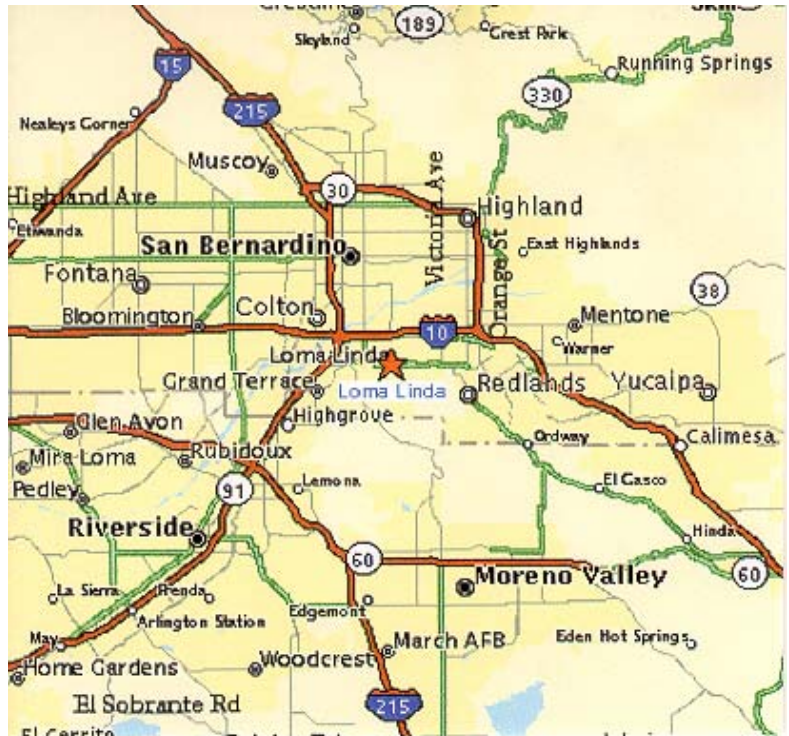 Crestline
189
Skyland
Crest Park
Running Springs
15
330
215
Nealeys Corner
Muscoy
Victoria Ave
30
Highland Ave
Highland
Etiwanda
Orange St
East Highlands
San Bernardino
Fontana
38
Bloomington
Colton
10
Mentone
Warner
Loma Linda
Grand Terrace
Loma Linda
Redlands
Yucaipa
Glen Avon
Highgrove
Ordway
Calimesa
Mira Loma
Rubidoux
Lemona
El Casco
Pedley
91
Riverside
Hinda
60
60
Moreno Valley
La Sierra
Prenda
Edgemont
Arlington Station
May
March AFB
Eden Hot Springs
Home Gardens
Woodcrest
El Sobrante Rd
215
El Cerrito